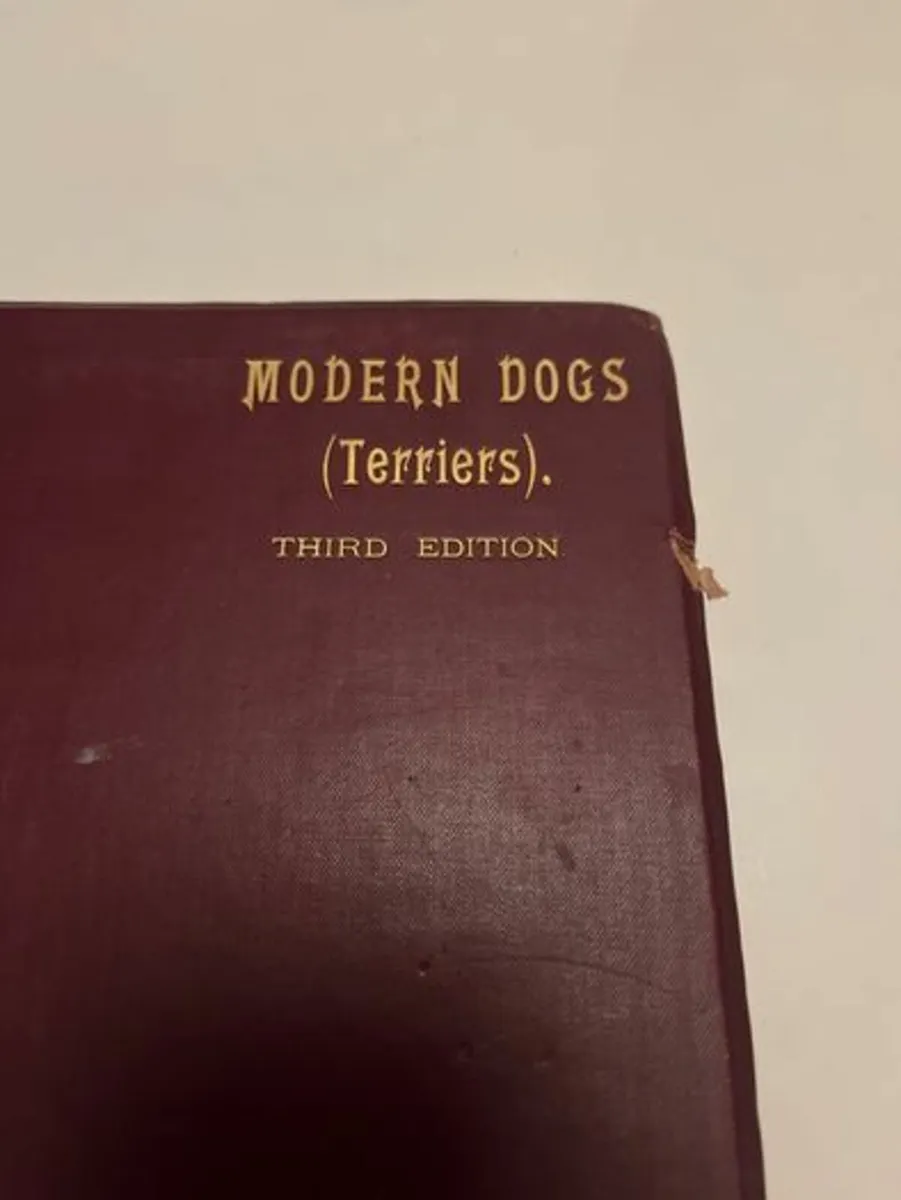 MODERN DOGS
(Terriers).
THIRD EDITION